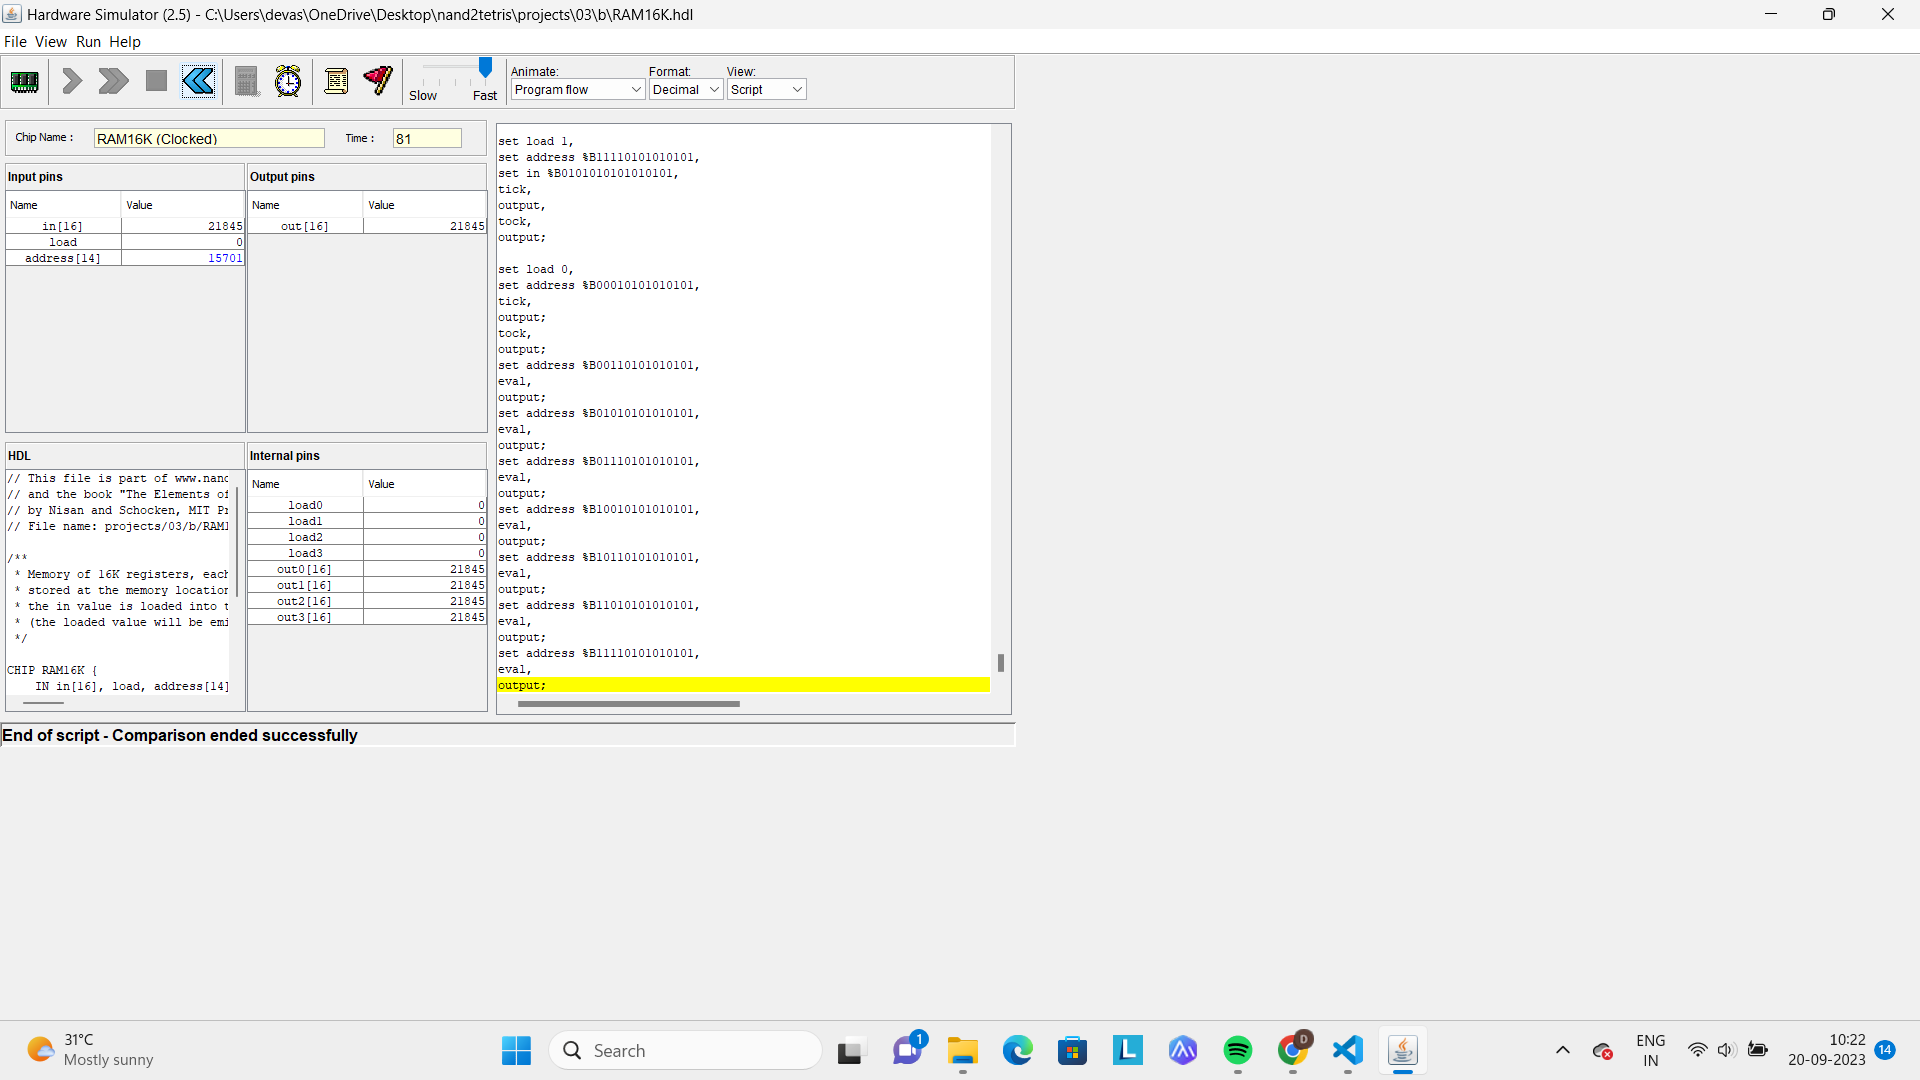 Hardware Simulator (2.5) - C:\Users\devas\OneDrive\Desktop\nand2tetris\projects\03\b\RAM16K.hdl
File View Run Help
Slow Fast
Animate: Format: View:
Program flow Decimal Script
Chip Name : RAM16K (Clocked) Time : 81
Input pins
Name Value
in[16] 21845
load 0
address[14] 15701
Output pins
Name Value
out[16] 21845
HDL
// This file is part of www.nand
// and the book "The Elements of
// by Nisan and Schocken, MIT Pr
// File name: projects/03/b/RAM1
/**
* Memory of 16K registers, each
* stored at the memory location
* the in value is loaded into t
* (the loaded value will be emi
*/
CHIP RAM16K {
IN in[16], load, address[14]
Internal pins
Name Value
load0 0
load1 0
load2 0
load3 0
out0[16] 21845
out1[16] 21845
out2[16] 21845
out3[16] 21845
set load 1,
set address %B11110101010101,
set in %B0101010101010101,
tick,
output,
tock,
output;
set load 0,
set address %B00010101010101,
tick,
output;
tock,
output;
set address %B00110101010101,
eval,
output;
set address %B01010101010101,
eval,
output;
set address %B01110101010101,
eval,
output;
set address %B10010101010101,
eval,
output;
set address %B10110101010101,
eval,
output;
set address %B11010101010101,
eval,
output;
set address %B11110101010101,
eval,
output;
End of script - Comparison ended successfully
31°C
Mostly sunny
Search
1
L
D
ENG
IN
10:22
20-09-2023
14